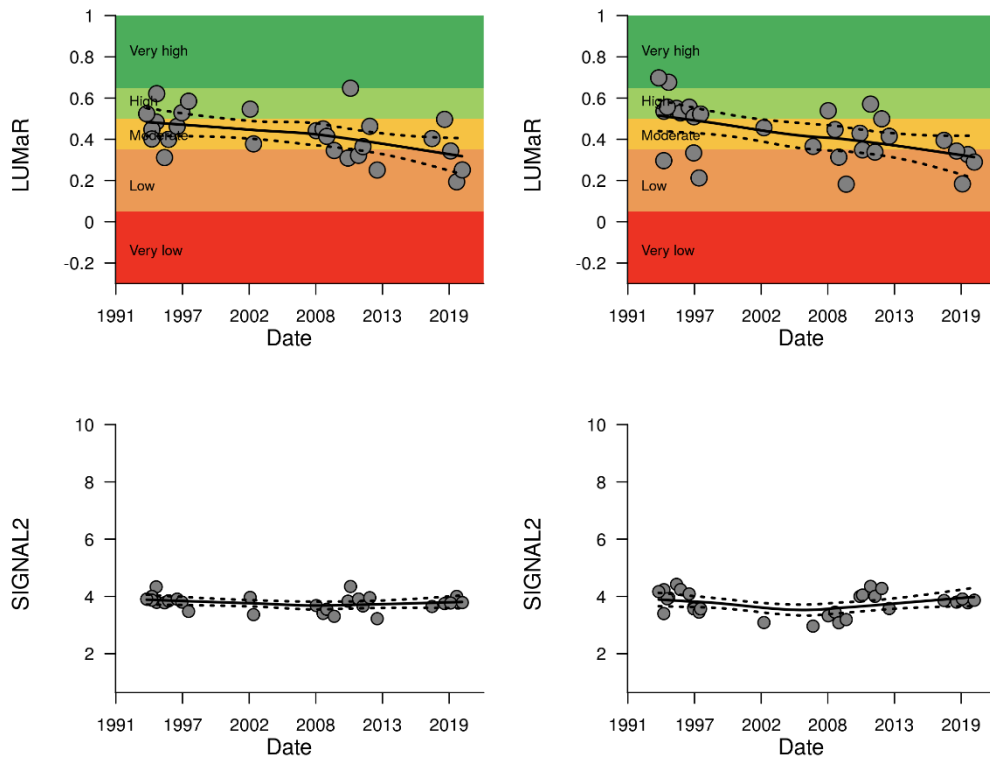 1
0.8
0.6
0.4
0.2
0
-0.2
LUMaR
Very high
High
Moderate
Low
Very low
1991 1997 2002 2008 2013 2019
Date
1
0.8
0.6
0.4
0.2
0
-0.2
LUMaR
Very high
High
Moderate
Low
Very low
1991 1997 2002 2008 2013 2019
Date
10
8
6
4
2
SIGNAL2
1991 1997 2002 2008 2013 2019
Date
10
8
6
4
2
SIGNAL2
1991 1997 2002 2008 2013 2019
Date